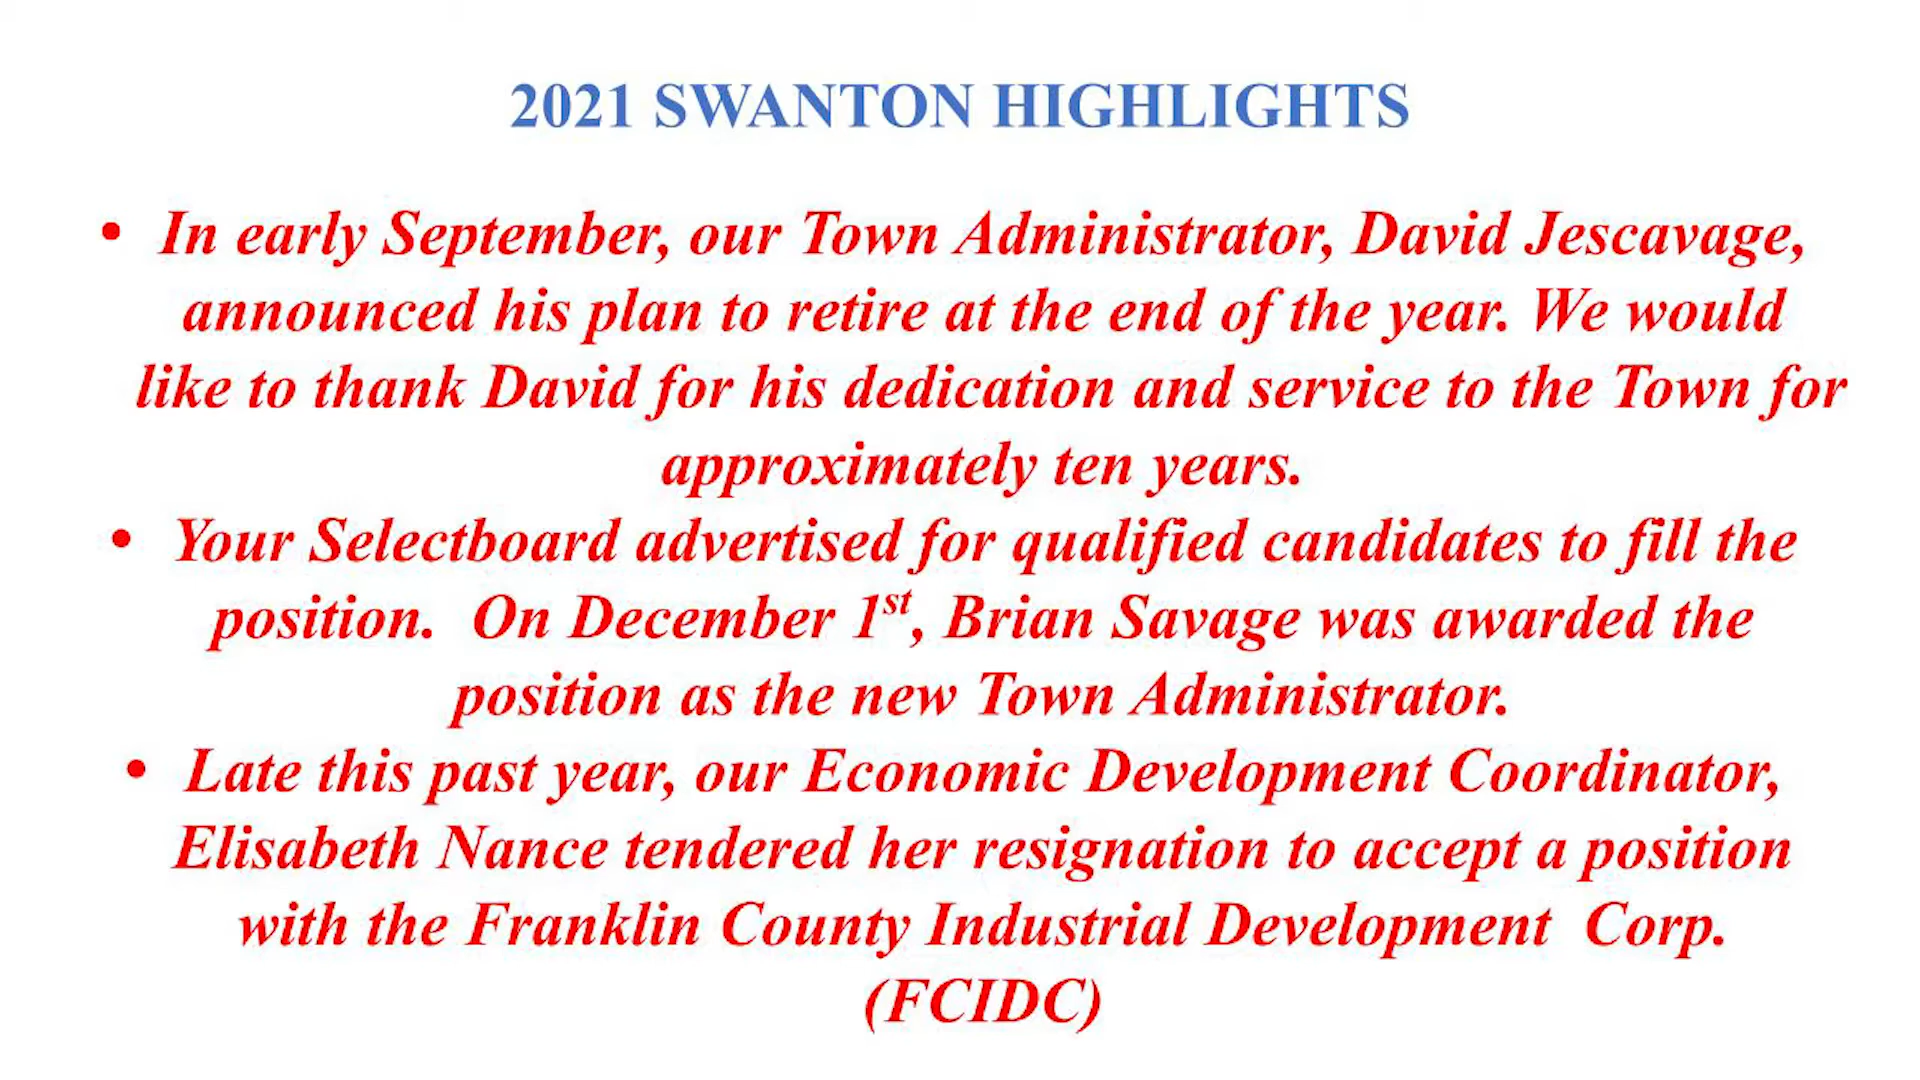 2021 SWANTON HIGHLIGHTS
• In early September, our Town Administrator, David Jescavage,
announced his plan to retire at the end of the year. We would
like to thank David for his dedication and service to the Town for
approximately ten years.
• Your Selectboard advertised for qualified candidates to fill the
position.  On December 1st, Brian Savage was awarded the
position as the new Town Administrator.
• Late this past year, our Economic Development Coordinator,
Elisabeth Nance tendered her resignation to accept a position
with the Franklin County Industrial Development  Corp.
(FCIDC)